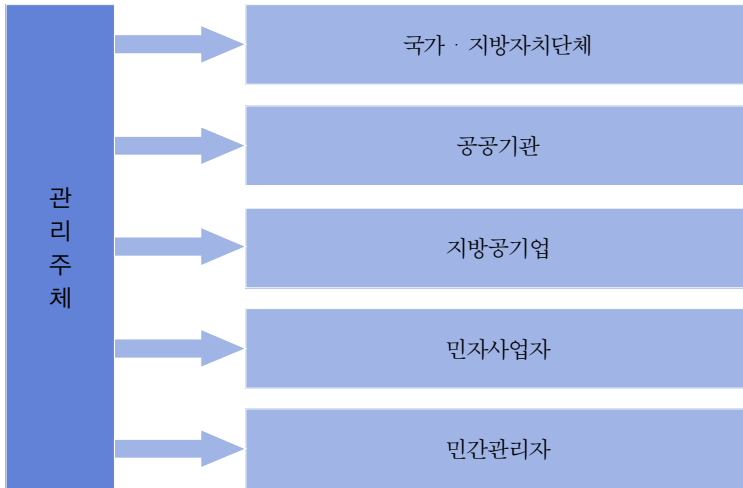 관리주체
국가 · 지방자치단체
공공기관
지방공기업
민자사업자
민간관리자